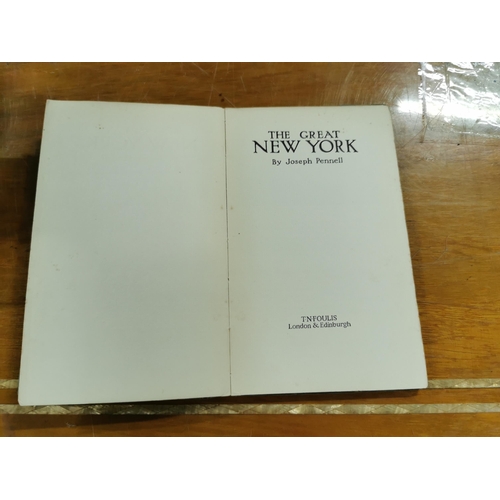 THE GREAT
NEW YORK
By Joseph Pennell
T·N·FOULIS
London & Edinburgh